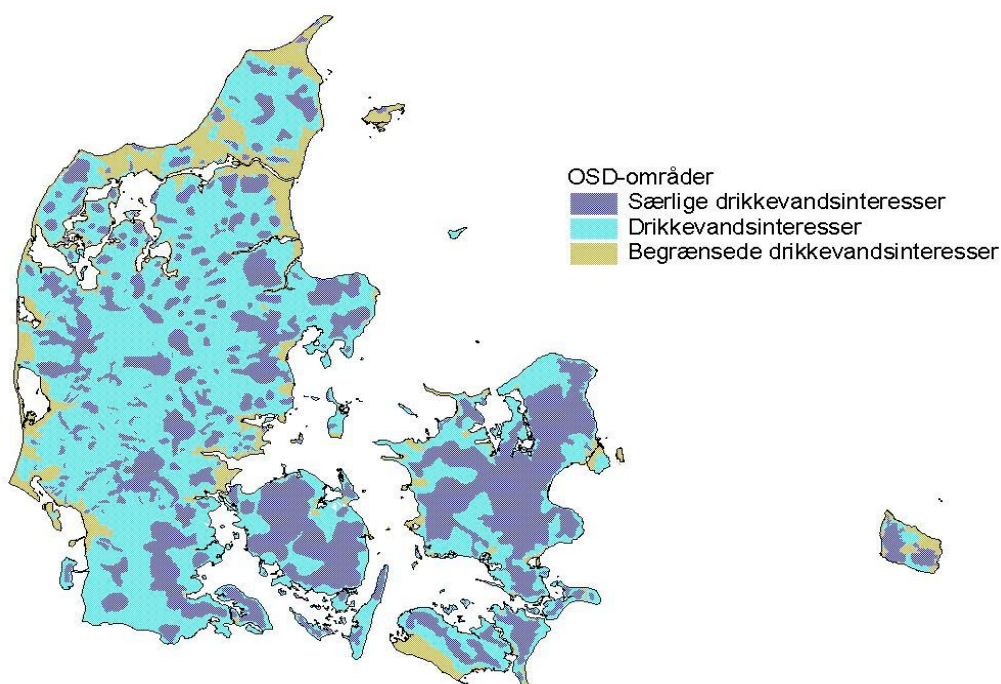 OSD-områder
Særlige drikkevandsinteresser
Drikkevandsinteresser
Begrænsede drikkevandsinteresser